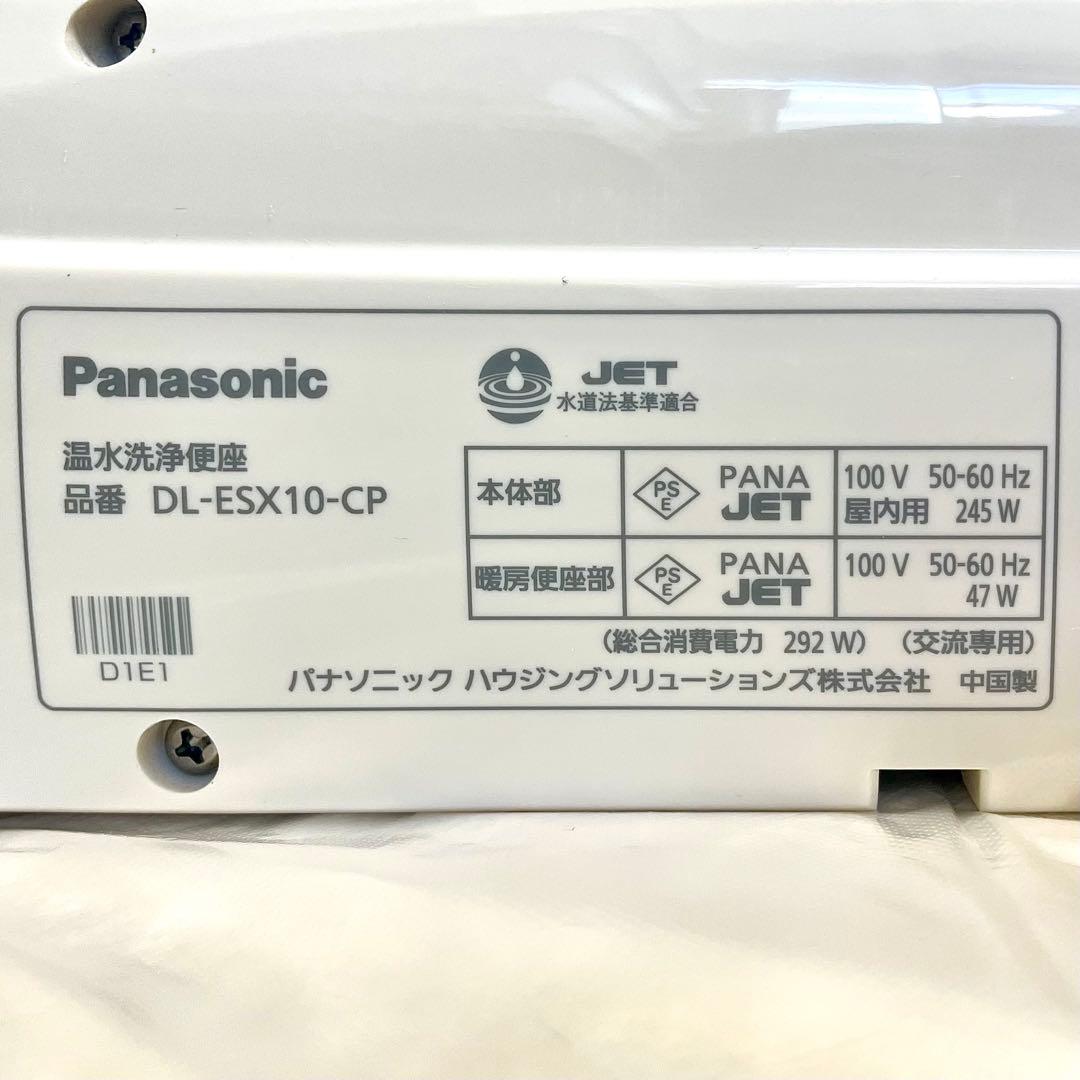 Panasonic
JET
水道法基準適合
温水洗浄便座
品番 DL-ESX10-CP
本体部 PS E PANA JET 100 V 50-60 Hz
屋内用 245 W
暖房便座部 PS E PANA JET 100 V 50-60 Hz
47 W
(総合消費電力 292 W) (交流専用)
D1E1
パナソニック ハウジングソリューションズ株式会社 中国製